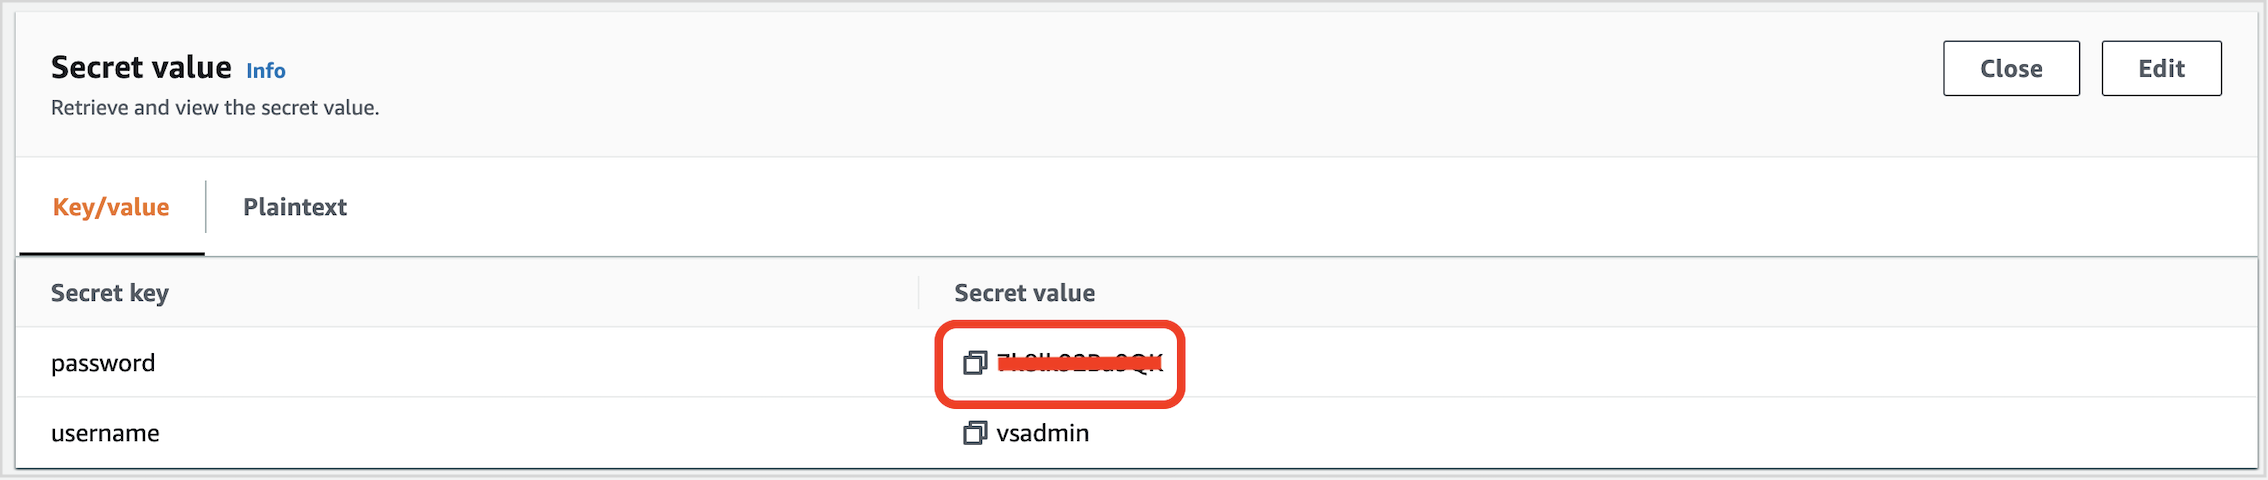 Secret value Info
Close
Edit
Retrieve and view the secret value.
Key/value
Plaintext
Secret key
Secret value
password
username
vsadmin